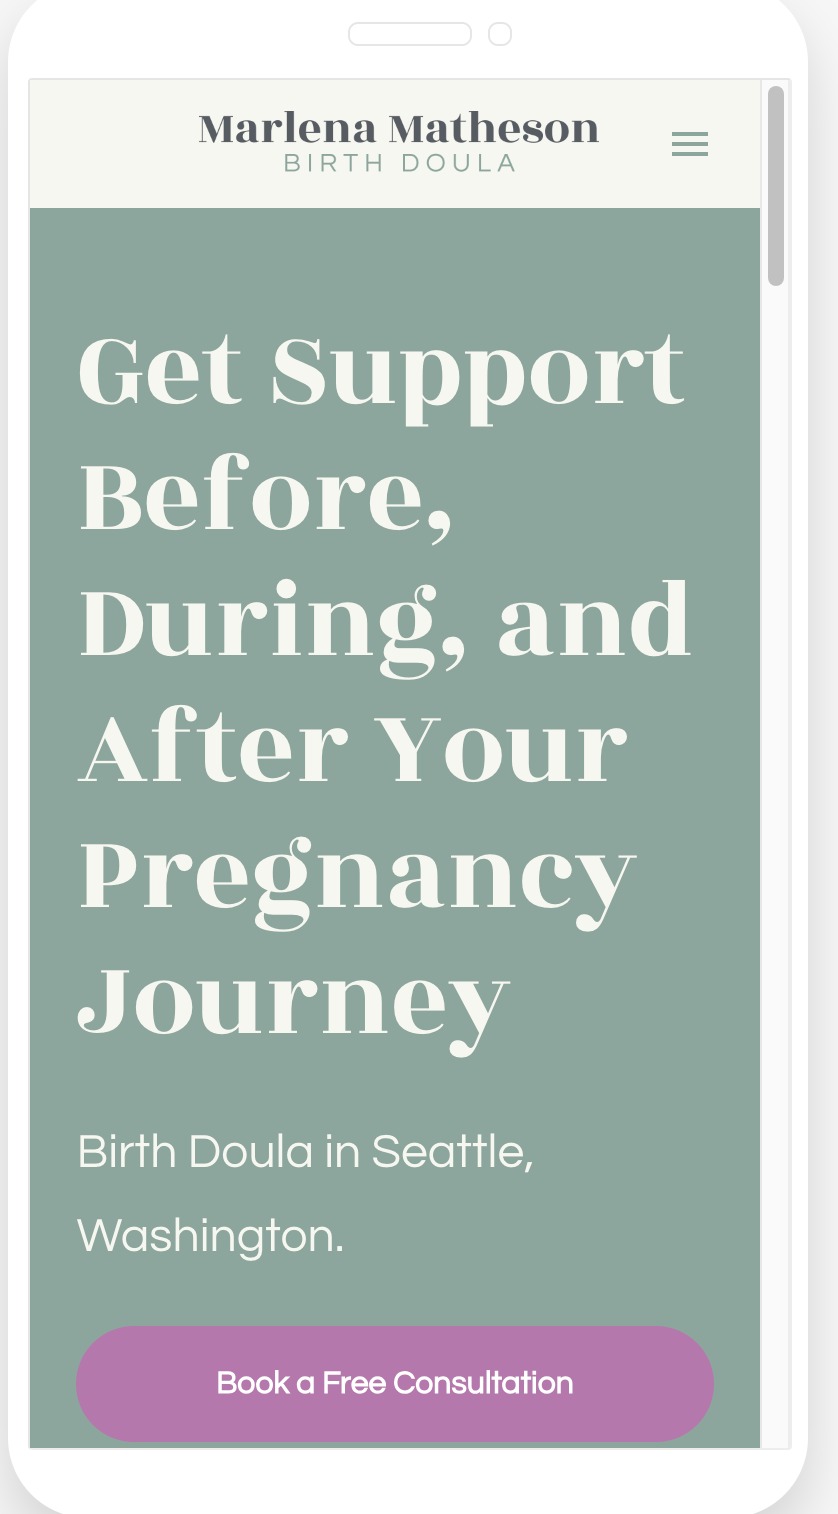 Marlena Matheson
BIRTH DOULA
Get Support
Before,
During, and
After Your
Pregnancy
Journey
Birth Doula in Seattle,
Washington.
Book a Free Consultation